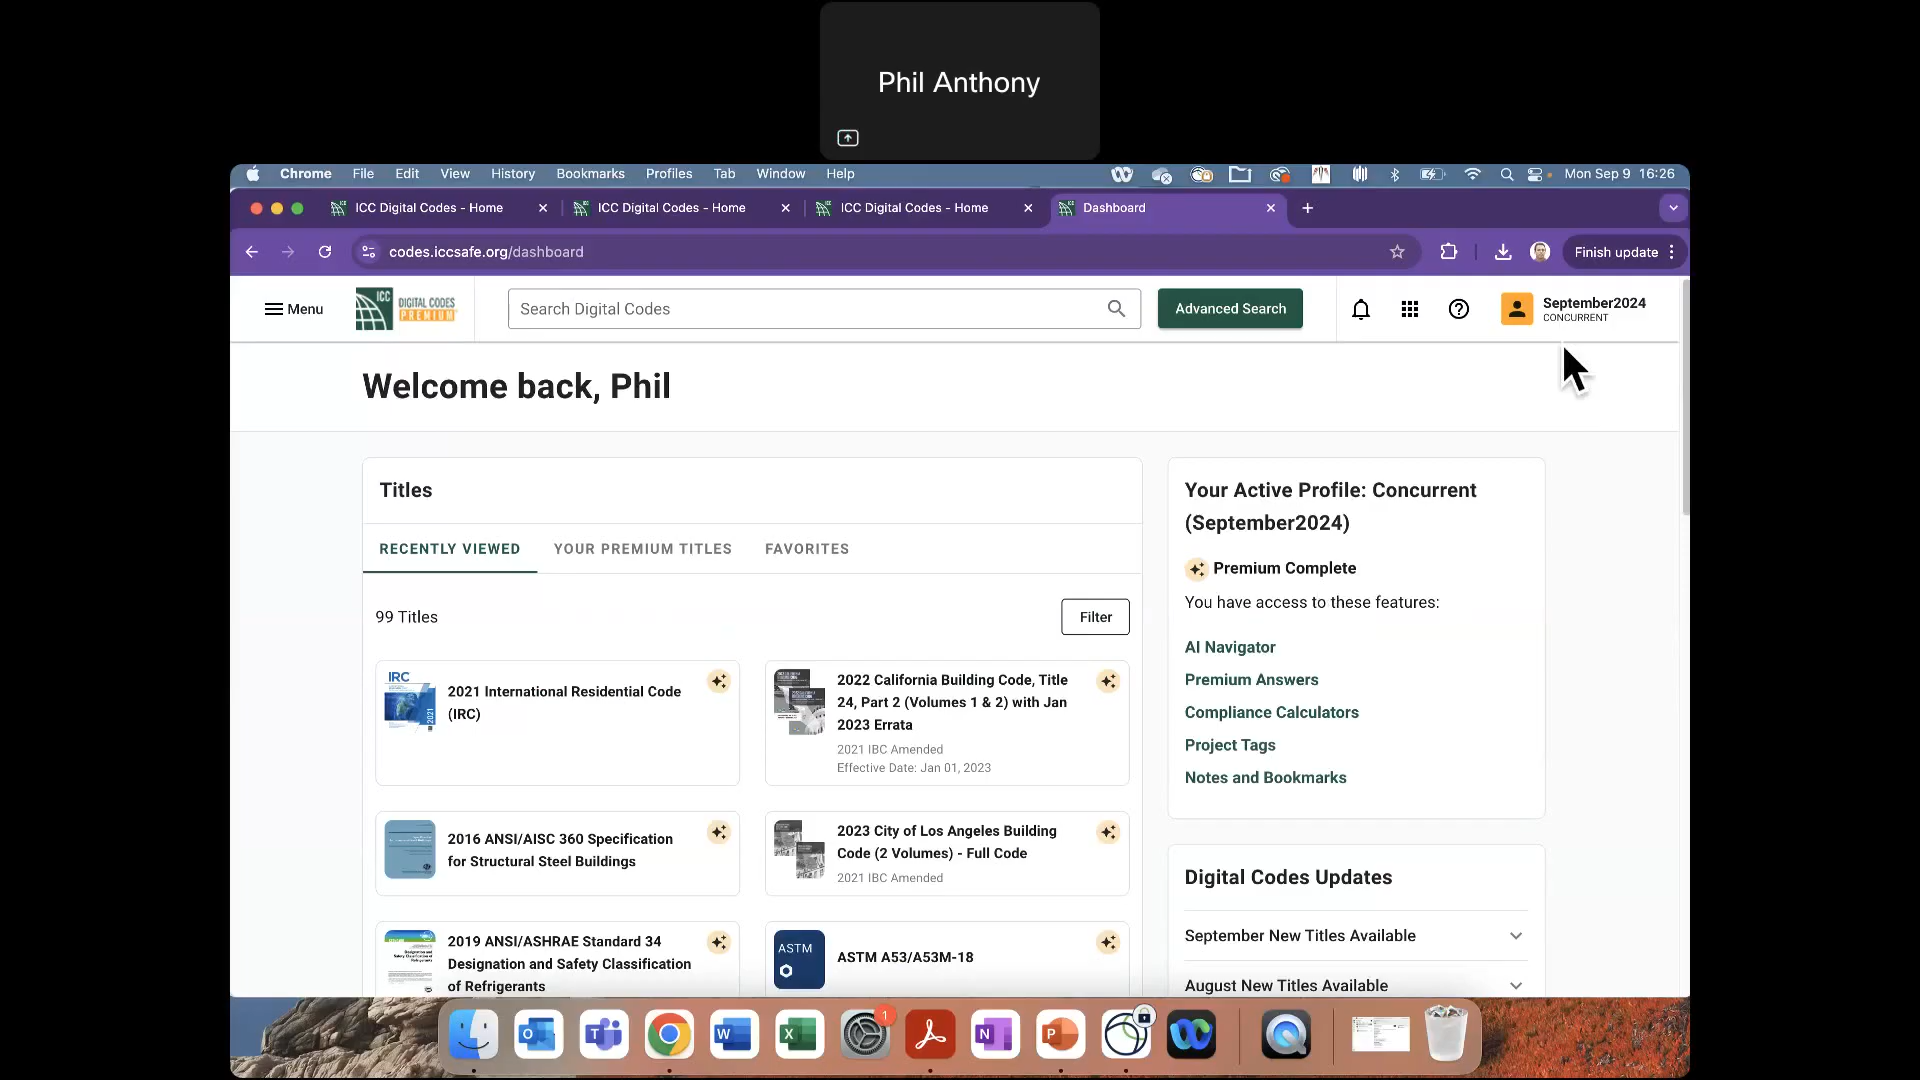 Phil Anthony
Chrome File Edit View History Bookmarks Profiles Tab Window Help Mon Sep 9 16:26
ICC Digital Codes - Home ICC Digital Codes - Home ICC Digital Codes - Home Dashboard
codes.iccsafe.org/dashboard Finish update
Menu ICC DIGITAL CODES PREMIUM Search Digital Codes Advanced Search September2024
CONCURRENT
Welcome back, Phil
Titles
RECENTLY VIEWED YOUR PREMIUM TITLES FAVORITES
99 Titles Filter
IRC
2021
2021 International Residential Code
(IRC)
2022 California Building Code, Title
24, Part 2 (Volumes 1 & 2) with Jan
2023 Errata
2021 IBC Amended
Effective Date: Jan 01, 2023
2016 ANSI/AISC 360 Specification
for Structural Steel Buildings
2023 City of Los Angeles Building
Code (2 Volumes) - Full Code
2021 IBC Amended
2019 ANSI/ASHRAE Standard 34
Designation and Safety Classification
of Refrigerants
ASTM
ASTM A53/A53M-18
Your Active Profile: Concurrent
(September2024)
Premium Complete
You have access to these features:
AI Navigator
Premium Answers
Compliance Calculators
Project Tags
Notes and Bookmarks
Digital Codes Updates
September New Titles Available
August New Titles Available
1